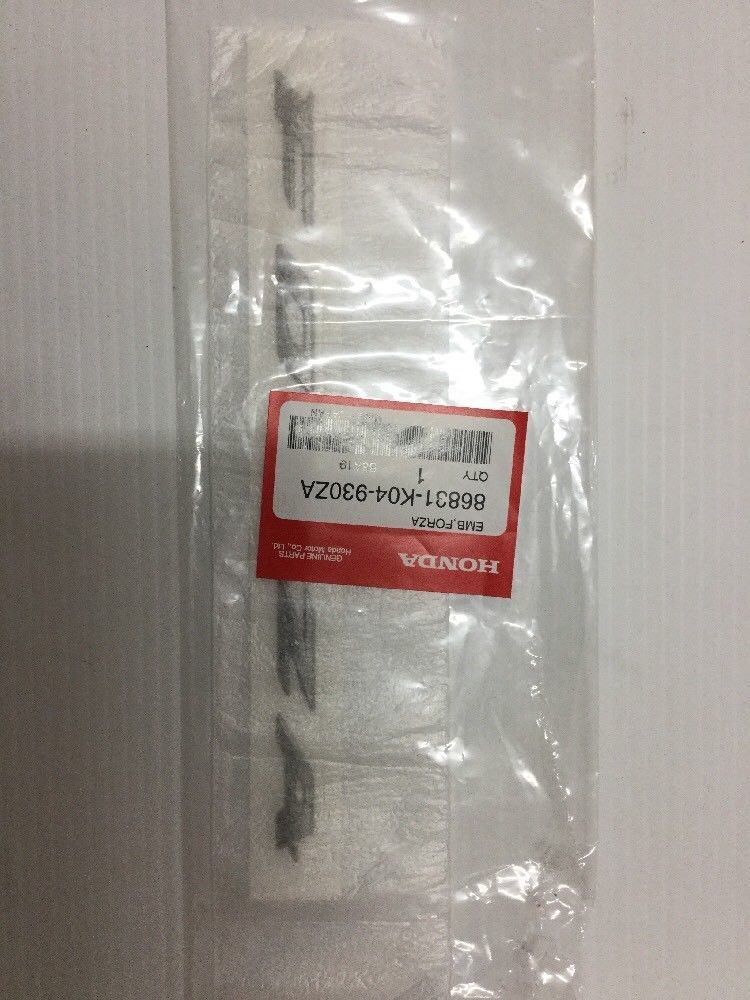 HONDA
GENUINE PARTS
Honda Motor Co., Ltd.
EMB,FORZA
86831-K04-930ZA
QTY
1